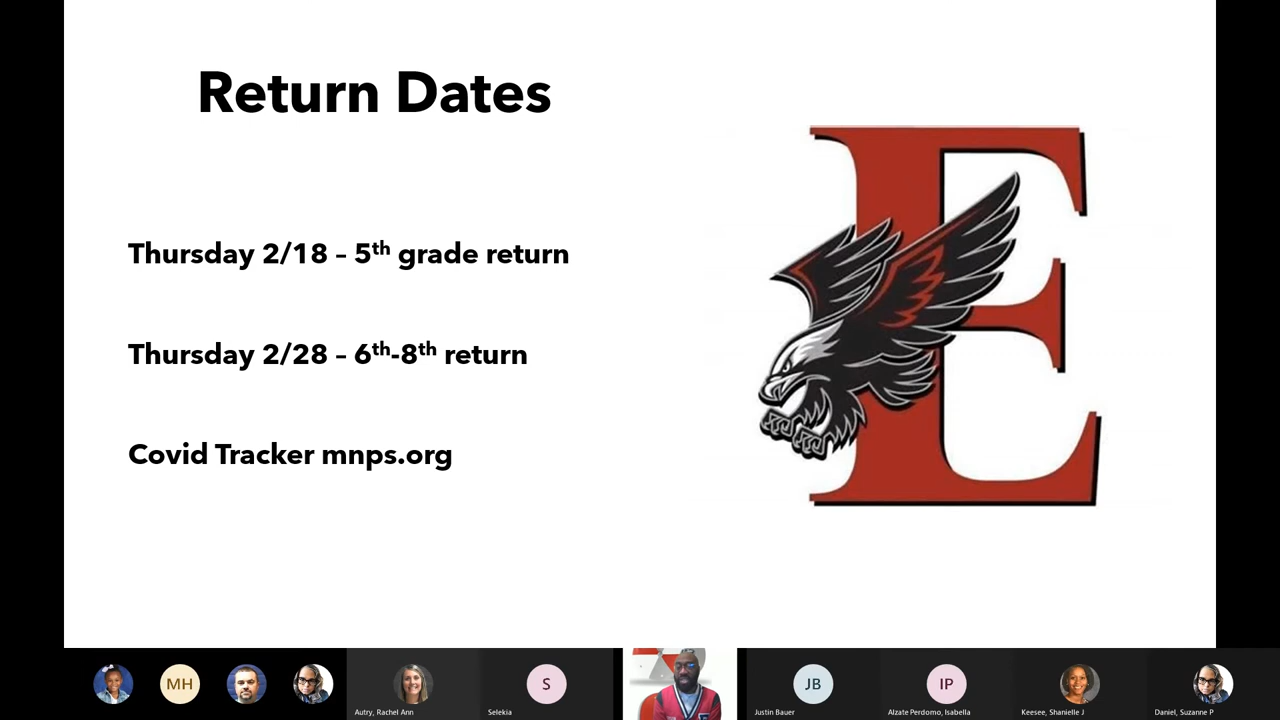 Return Dates
Thursday 2/18 – 5th grade return
Thursday 2/28 – 6th-8th return
Covid Tracker mnps.org
E
MH
S
JB
IP
Autry, Rachel Ann
Selekia
Justin Bauer
Alzate Perdomo, Isabella
Keesee, Shanielle J
Daniel, Suzanne P